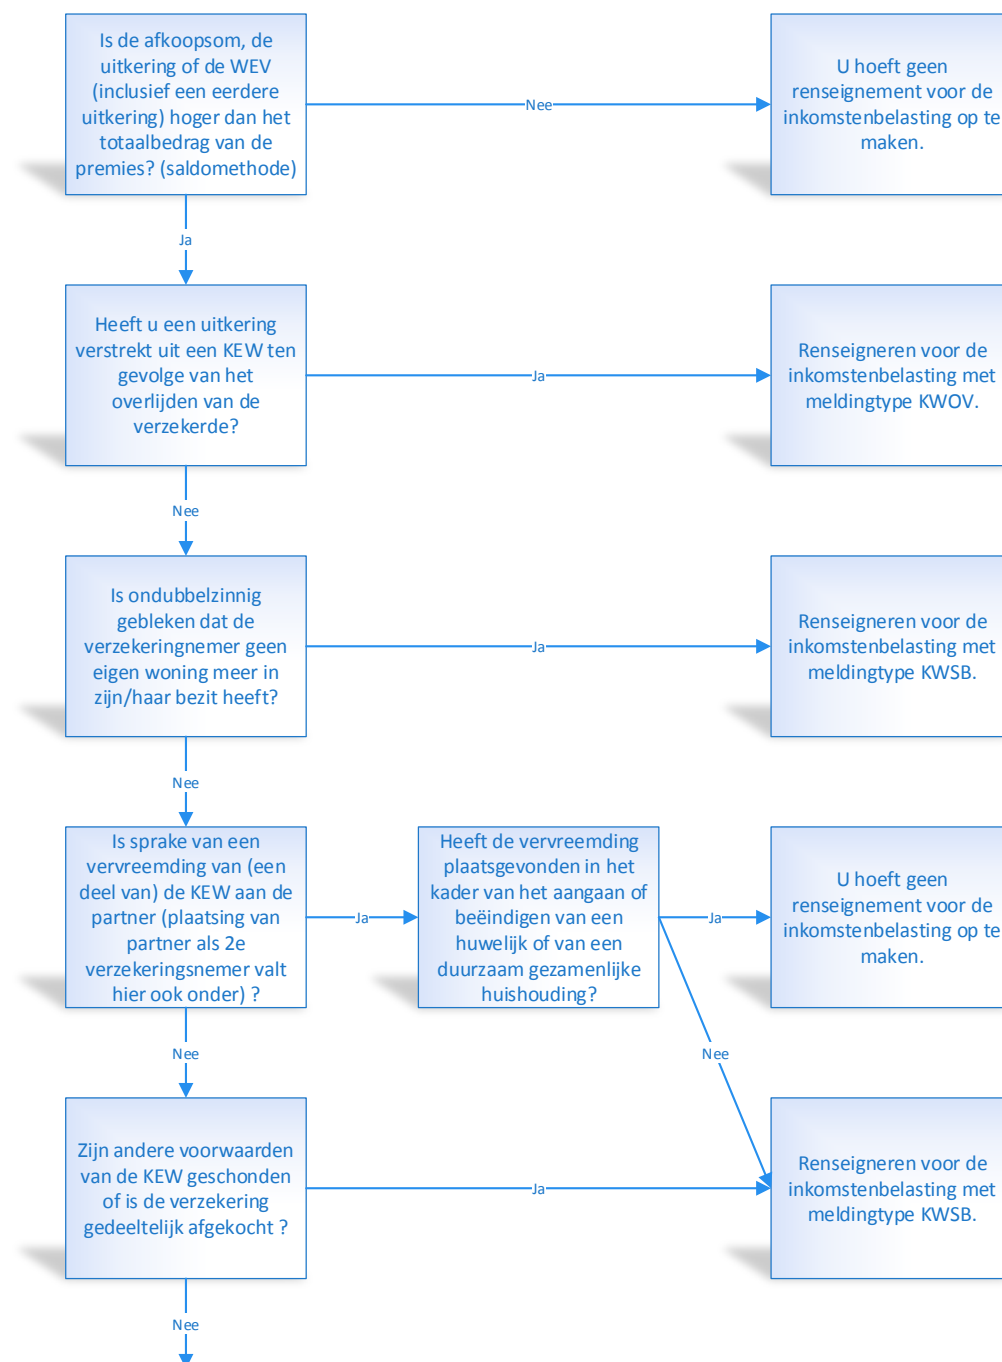 Is de afkoopsom, de
uitkering of de WEV
(inclusief een eerdere
uitkering) hoger dan het
totaalbedrag van de
premies? (saldomethode)
Nee
U hoeft geen
renseignement voor de
inkomstenbelasting op te
maken.
Ja
Heeft u een uitkering
verstrekt uit een KEW ten
gevolge van het
overlijden van de
verzekerde?
Ja
Renseigneren voor de
inkomstenbelasting met
meldingtype KWOV.
Nee
Is ondubbelzinnig
gebleken dat de
verzekeringnemer geen
eigen woning meer in
zijn/haar bezit heeft?
Ja
Renseigneren voor de
inkomstenbelasting met
meldingtype KWSB.
Nee
Is sprake van een
vervreemding van (een
deel van) de KEW aan de
partner (plaatsing van
partner als 2e
verzekeringsnemer valt
hier ook onder) ?
Ja
Heeft de vervreemding
plaatsgevonden in het
kader van het aangaan of
beëindigen van een
huwelijk of van een
duurzaam gezamenlijke
huishouding?
Ja
U hoeft geen
renseignement voor de
inkomstenbelasting op te
maken.
Nee
Nee
Zijn andere voorwaarden
van de KEW geschonden
of is de verzekering
gedeeltelijk afgekocht ?
Ja
Renseigneren voor de
inkomstenbelasting met
meldingtype KWSB.
Nee